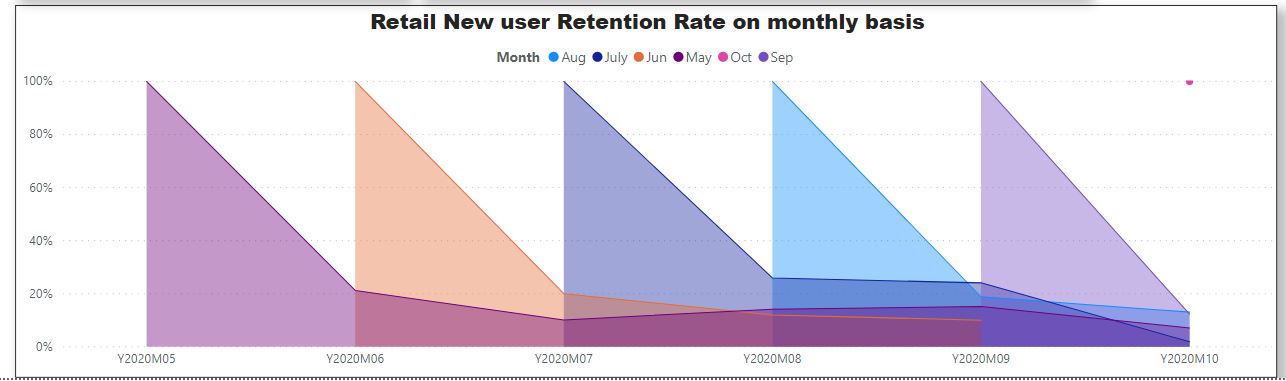 Retail New user Retention Rate on monthly basis
Month Aug July Jun May Oct Sep
100%
80%
60%
40%
20%
0%
Y2020M05 Y2020M06 Y2020M07 Y2020M08 Y2020M09 Y2020M10